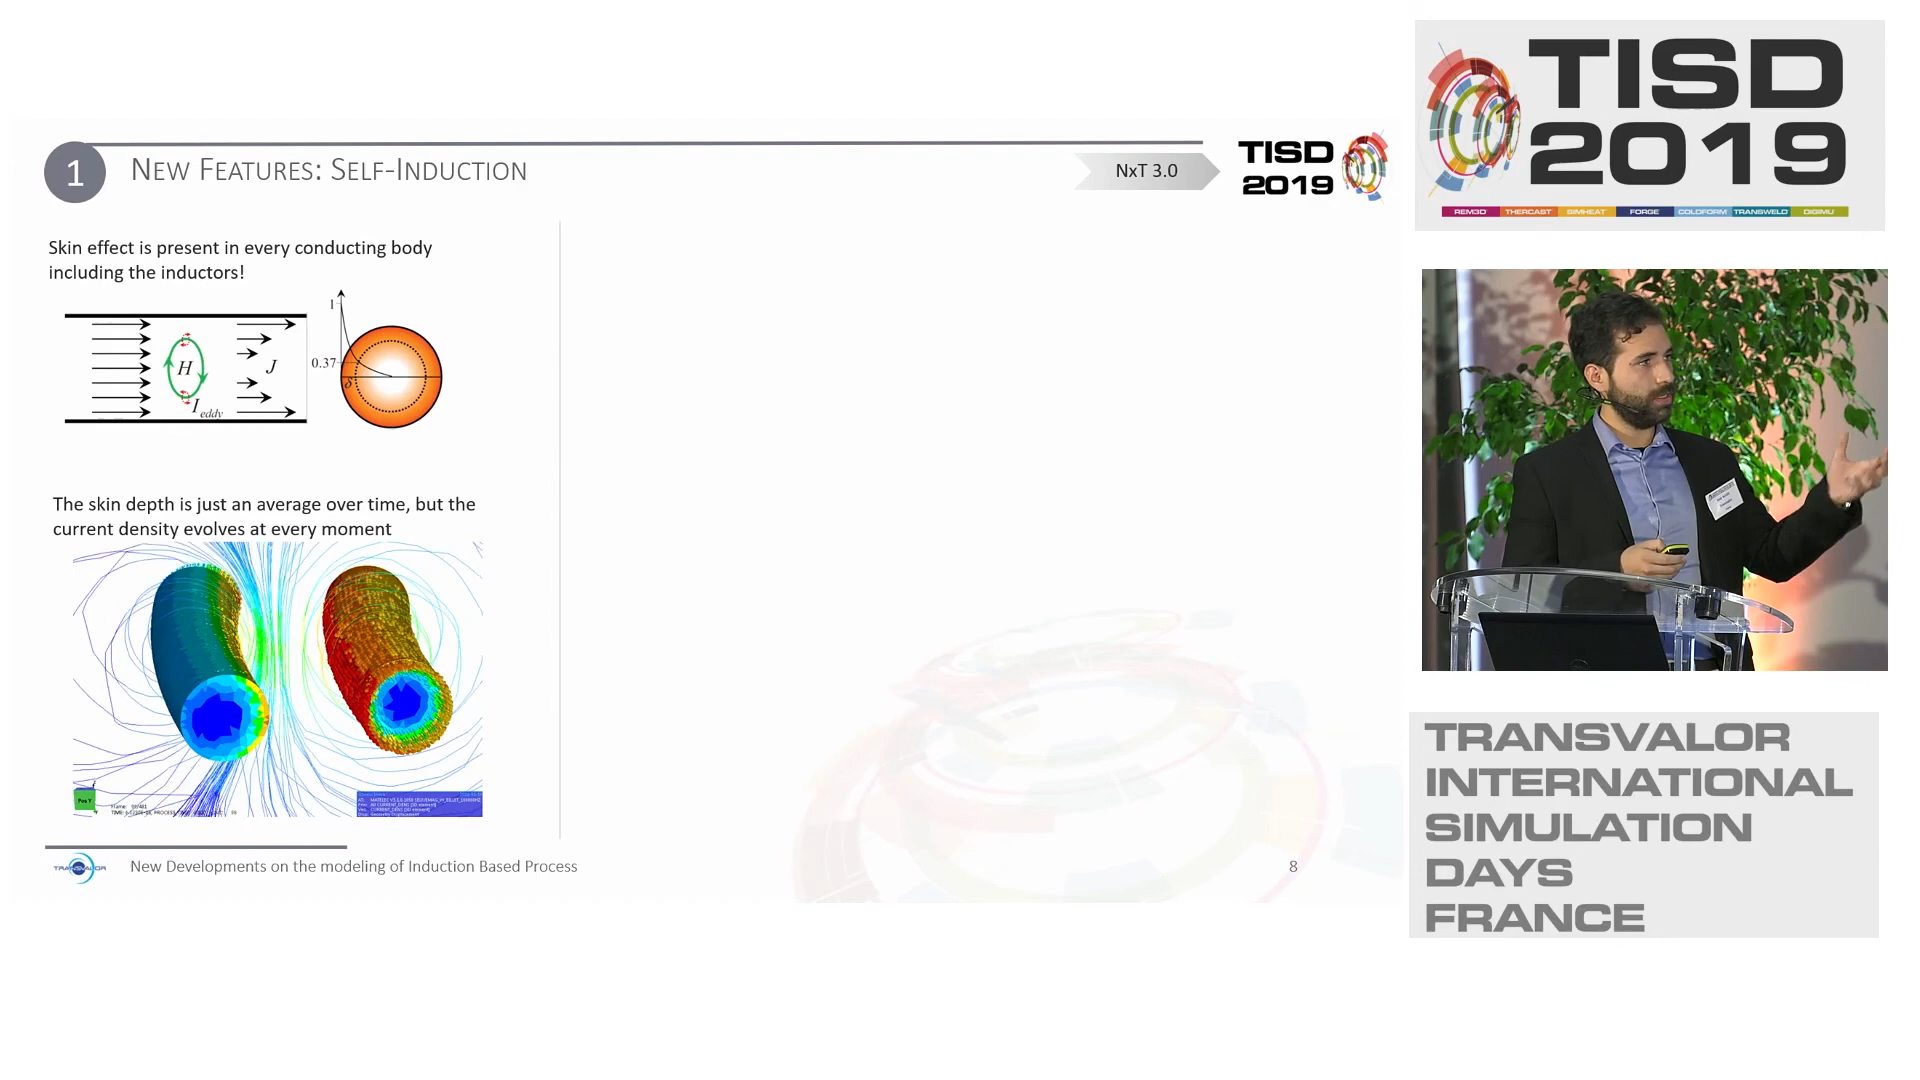 1
NEW FEATURES: SELF-INDUCTION
NxT 3.0
TISD
2019
Skin effect is present in every conducting body
including the inductors!
1
0.37
δ
H
J
I eddy
The skin depth is just an average over time, but the
current density evolves at every moment
Pos Y
TRANSVALOR
New Developments on the modeling of Induction Based Process
8
TISD
2019
REM3D THERCAST SIMHEAT FORGE COLDFORM TRANSWELD DIGIMU
TRANSVALOR
INTERNATIONAL
SIMULATION
DAYS
FRANCE